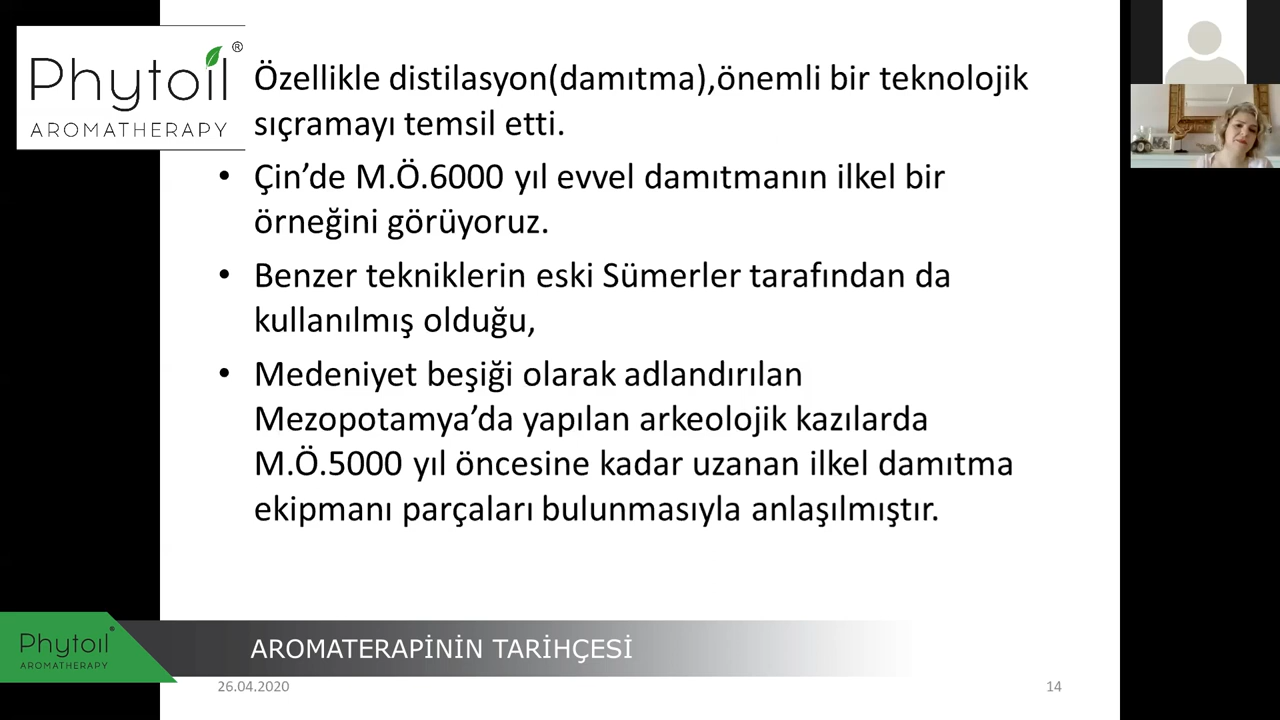 Phytoil®
AROMATHERAPY
Özellikle distilasyon(damıtma),önemli bir teknolojik
sıçramayı temsil etti.
• Çin’de M.Ö.6000 yıl evvel damıtmanın ilkel bir
örneğini görüyoruz.
• Benzer tekniklerin eski Sümerler tarafından da
kullanılmış olduğu,
• Medeniyet beşiği olarak adlandırılan
Mezopotamya’da yapılan arkeolojik kazılarda
M.Ö.5000 yıl öncesine kadar uzanan ilkel damıtma
ekipmanı parçaları bulunmasıyla anlaşılmıştır.
Phytoil
AROMATHERAPY
AROMATERAPİNİN TARİHÇESİ
26.04.2020
14